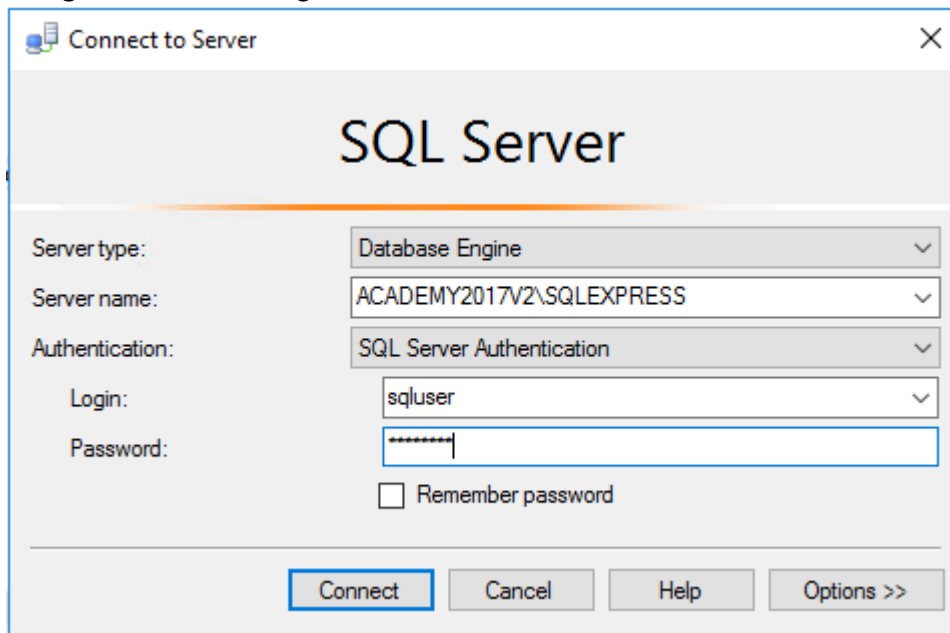 Connect to Server
SQL Server
Server type:
Database Engine
Server name:
ACADEMY2017V2\SQLEXPRESS
Authentication:
SQL Server Authentication
Login:
sqluser
Password:
********
Remember password
Connect
Cancel
Help
Options >>